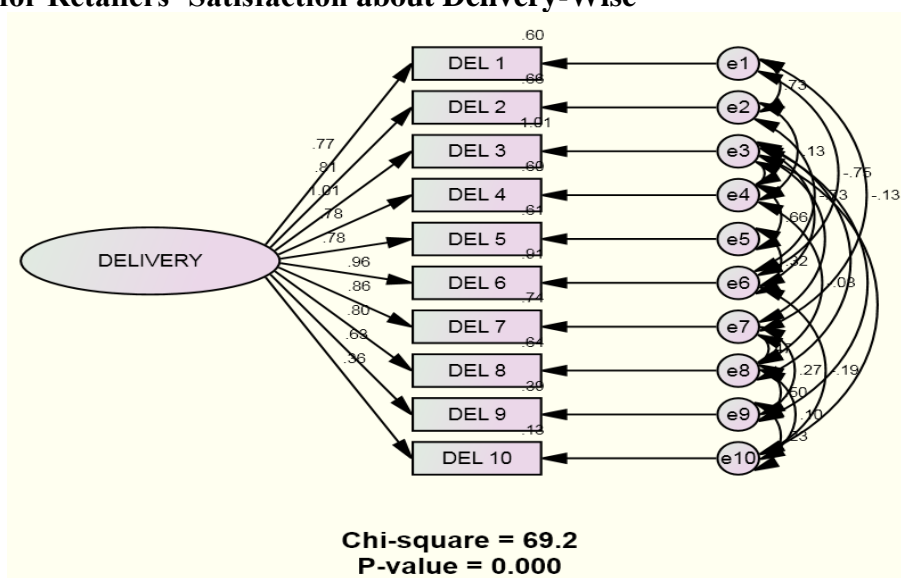 for Retailers' Satisfaction about Delivery-Wise
.60
DEL 1
e1
.66
.73
DEL 2
e2
1.01
.77
DEL 3
e3
.13
.81
.60
-.75
1.01
DEL 4
e4
-.13
.78
.61
.66
.78
DEL 5
e5
.91
.32
DELIVERY
.96
DEL 6
e6
.08
.86
.74
.80
DEL 7
e7
.63
.64
.36
DEL 8
e8
.27
-.19
.39
.50
DEL 9
e9
.10
.13
.23
DEL 10
e10
Chi-square = 69.2
P-value = 0.000